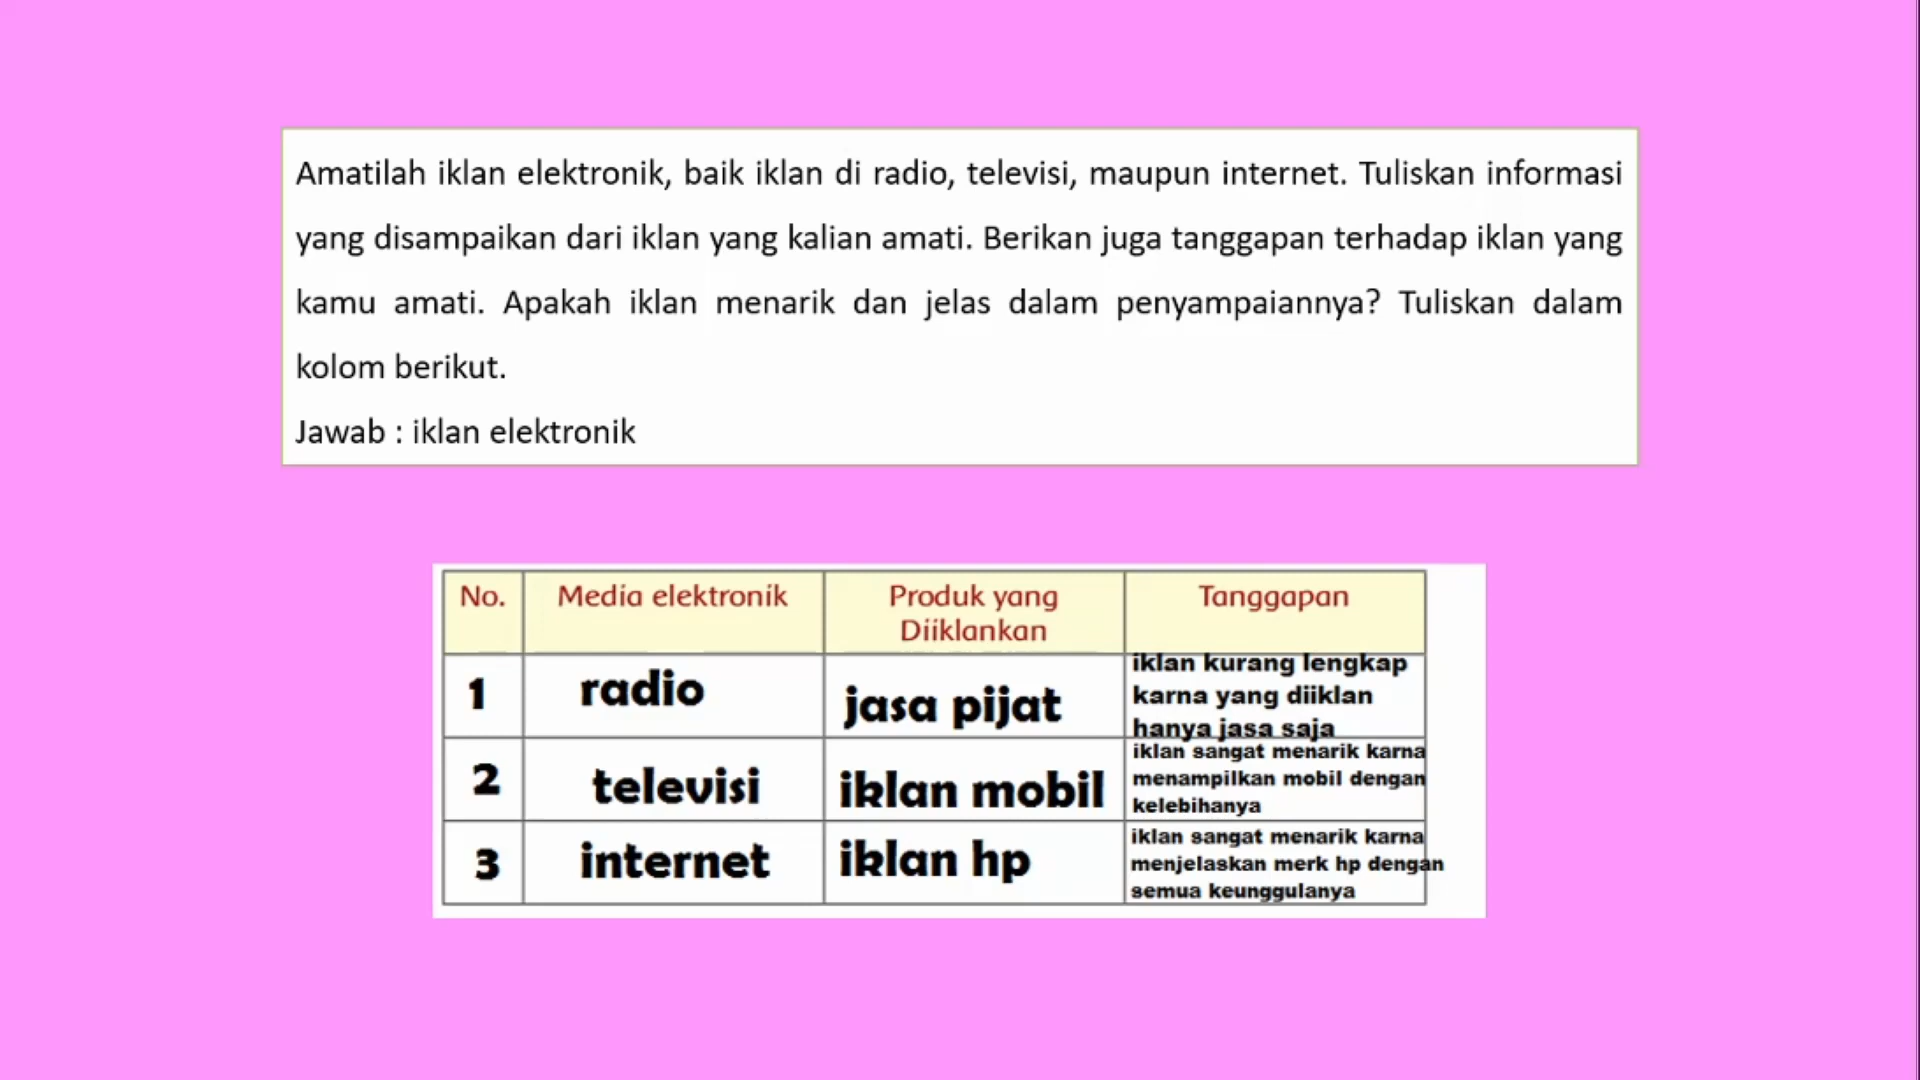 Amatilah iklan elektronik, baik iklan di radio, televisi, maupun internet. Tuliskan informasi
yang disampaikan dari iklan yang kalian amati. Berikan juga tanggapan terhadap iklan yang
kamu amati. Apakah iklan menarik dan jelas dalam penyampaiannya? Tuliskan dalam
kolom berikut.
Jawab : iklan elektronik
No.
Media elektronik
Produk yang
Diiklankan
Tanggapan
1
radio
jasa pijat
iklan kurang lengkap
karna yang diiklan
hanya jasa saja
2
televisi
iklan mobil
iklan sangat menarik karna
menampilkan mobil dengan
kelebihanya
3
internet
iklan hp
iklan sangat menarik karna
menjelaskan merk hp dengan
semua keunggulanya